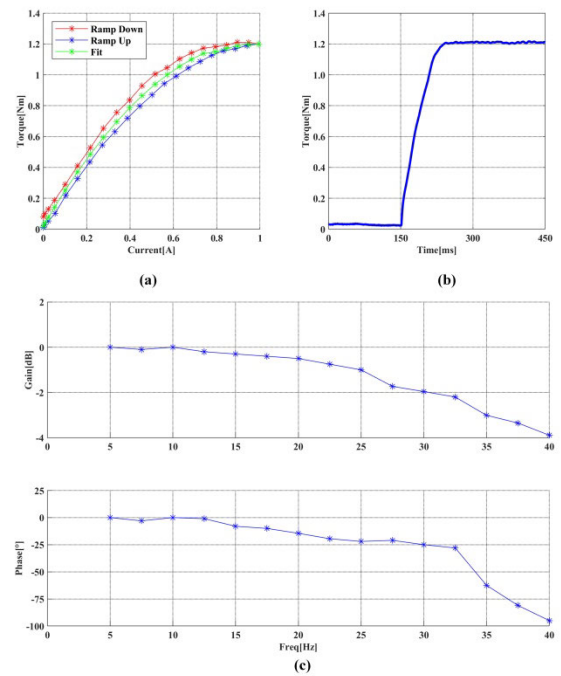 1.4
1.2
1
0.8
0.6
0.4
0.2
0
Torque[Nm]
Ramp Down
Ramp Up
Fit
0 0.2 0.4 0.6 0.8 1
Current[A]
(a)
1.4
1.2
1
0.8
0.6
0.4
0.2
0
Torque[Nm]
0 150 300 450
Time[ms]
(b)
2
0
-2
-4
Gain[dB]
0 5 10 15 20 25 30 35 40
25
0
-25
-50
-75
-100
Phase[°]
0 5 10 15 20 25 30 35 40
Freq[Hz]
(c)